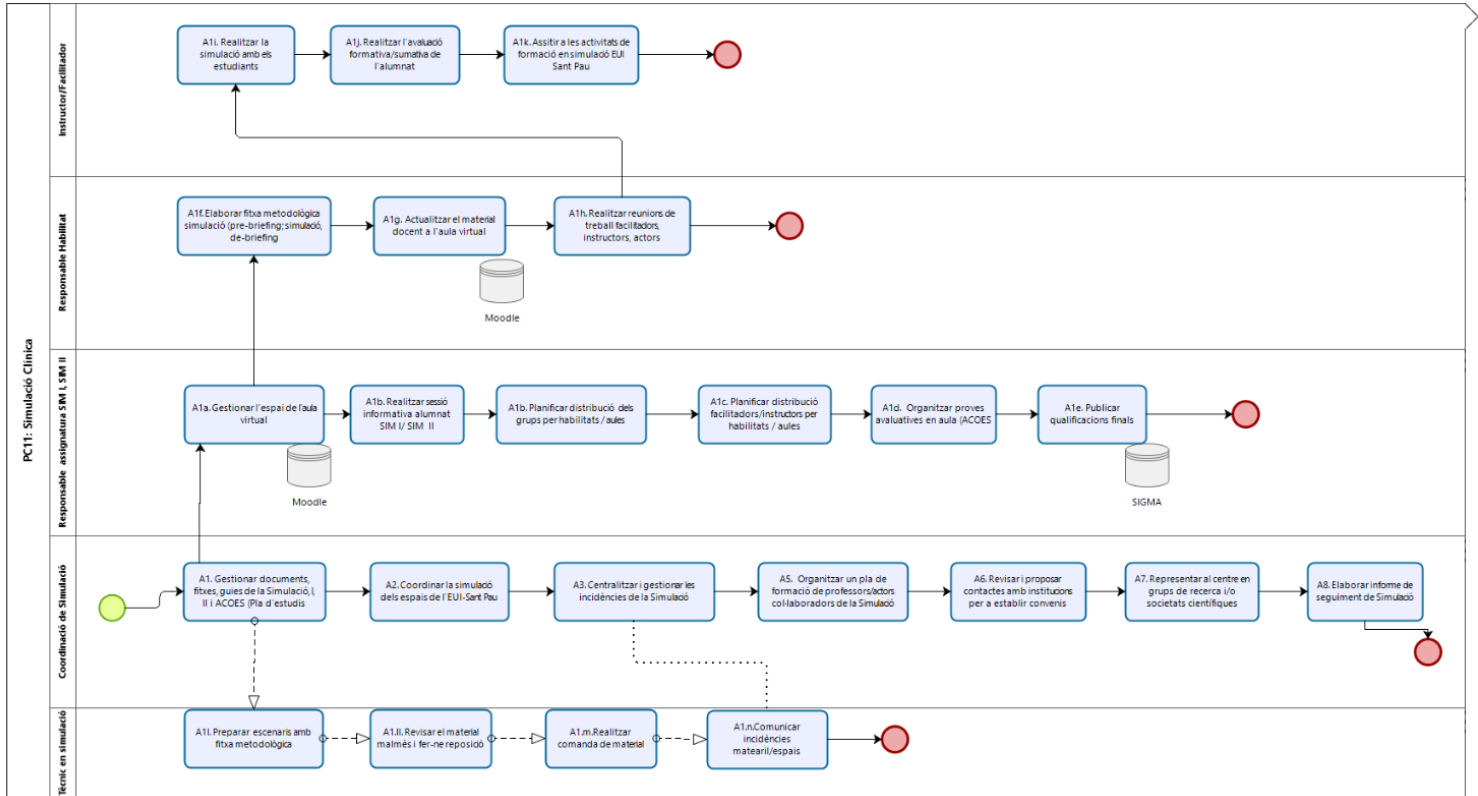 PC11: Simulació Clínica
Instructor/Facilitador
A1i. Realitzar la
simulació amb els
estudiants
A1j. Realitzar l'avaluació
formativa/sumativa de
l'alumnat
A1k. Assitir a les activitats de
formació en simuladó EUI
Sant Pau
Responsable Habilitat
A1f. Elaborar fitxa metodològica
simulació (pre-briefing; simulació,
de-briefing
A1g. Actualitzar el material
docent a l'aula virtual
Moodle
A1h. Realitzar reunions de
treball facilitadors,
instructors, actors
Responsable assignatura SIM I, SIM II
A1a. Gestionar l'espai de l'aula
virtual
Moodle
A1b. Realitzar sessió
informativa alumnat
SIM I/ SIM II
A1b. Planificar distribució dels
grups per habilitats / aules
A1c. Planificar distribució
facilitadors/instructors per
habilitats / aules
A1d. Organitzar proves
avaluatives en aula (ACOES
A1e. Publicar
qualificacions finals
SIGMA
Coordinació de Simulació
A1. Gestionar documents,
fitxes, guies de la Simulació, I,
II i ACOES (Pla d'estudis
A2. Coordinar la simulació
dels espais de l'EUI-Sant Pau
A3. Centralitzar i gestionar les
incidències de la Simulació
A5. Organitzar un pla de
formació de professors/actors
col·laboradors de la Simulació
A6. Revisar i proposar
contactes amb institucions
per a establir convenis
A7. Representar al centre en
grups de recerca i/o
societats científiques
A8. Elaborar informe de
seguiment de Simulació
Tècnic en simulació
A1l. Preparar escenaris amb
fitxa metodològica
A1.ll. Revisar el material
malmés i fer-ne reposició
A1.m.Realitzar
comanda de material
A1.n.Comunicar
incidències
matearil/espais